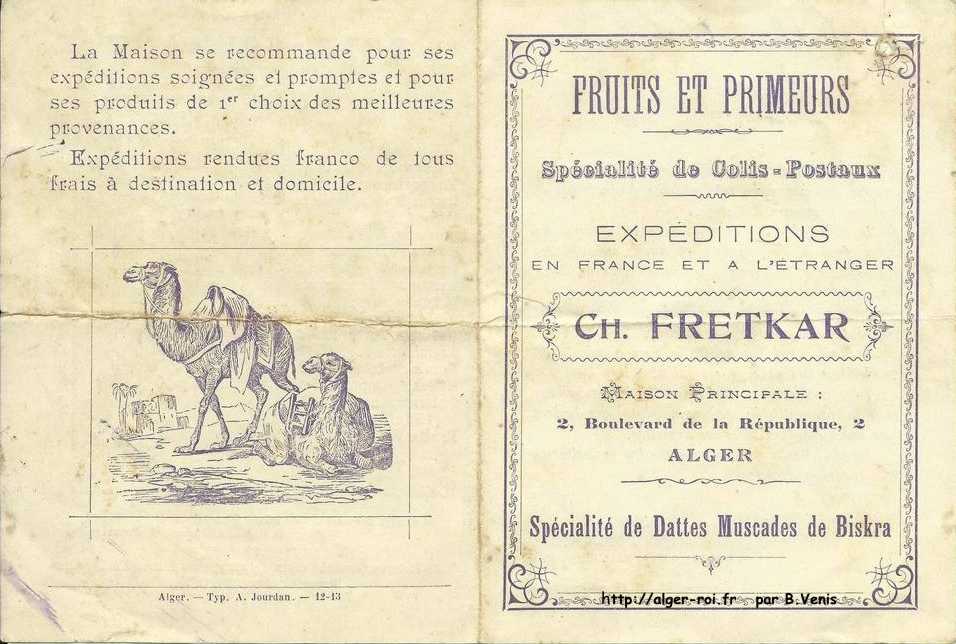 La Maison se recommande pour ses
expéditions soignées et promptes et pour
ses produits de 1er choix des meilleures
provenances.
Expéditions rendues franco de tous
frais à destination et domicile.
Alger. — Typ. A. Jourdan. — 12-13
FRUITS ET PRIMEURS
Spécialité de Colis=Postaux
EXPÉDITIONS
EN FRANCE ET A L'ÉTRANGER
CH. FRETKAR
MAISON PRINCIPALE :
2, Boulevard de la République, 2
ALGER
Spécialité de Dattes Muscades de Biskra
http://alger-roi.fr par B.Venis